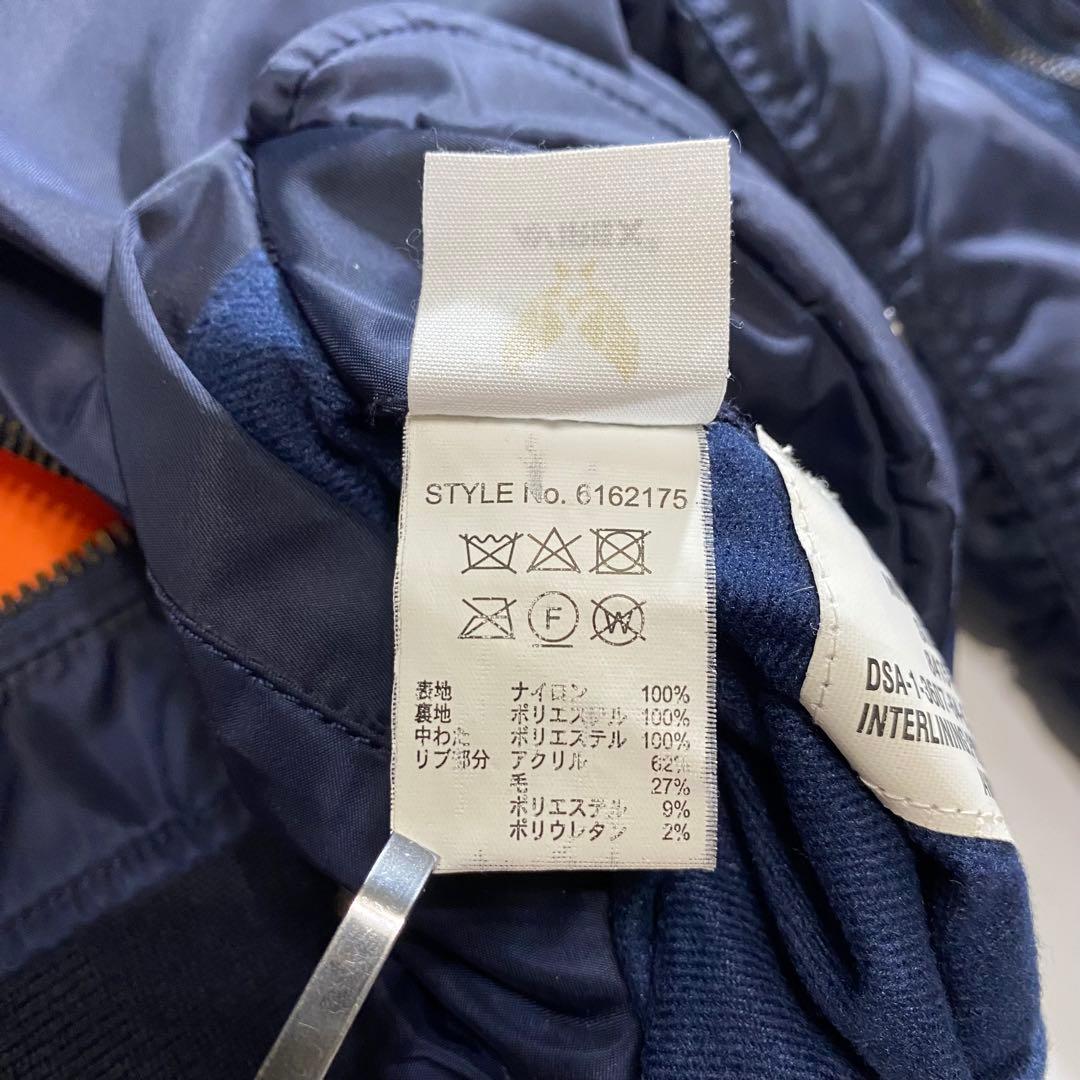 STYLE No. 6162175
F
W
表地 ナイロン 100%
裏地 ポリエステル 100%
中わた ポリエステル 100%
リブ部分 アクリル 62%
毛 27%
ポリエステル 9%
ポリウレタン 2%
DSA-1-
INTERLINING